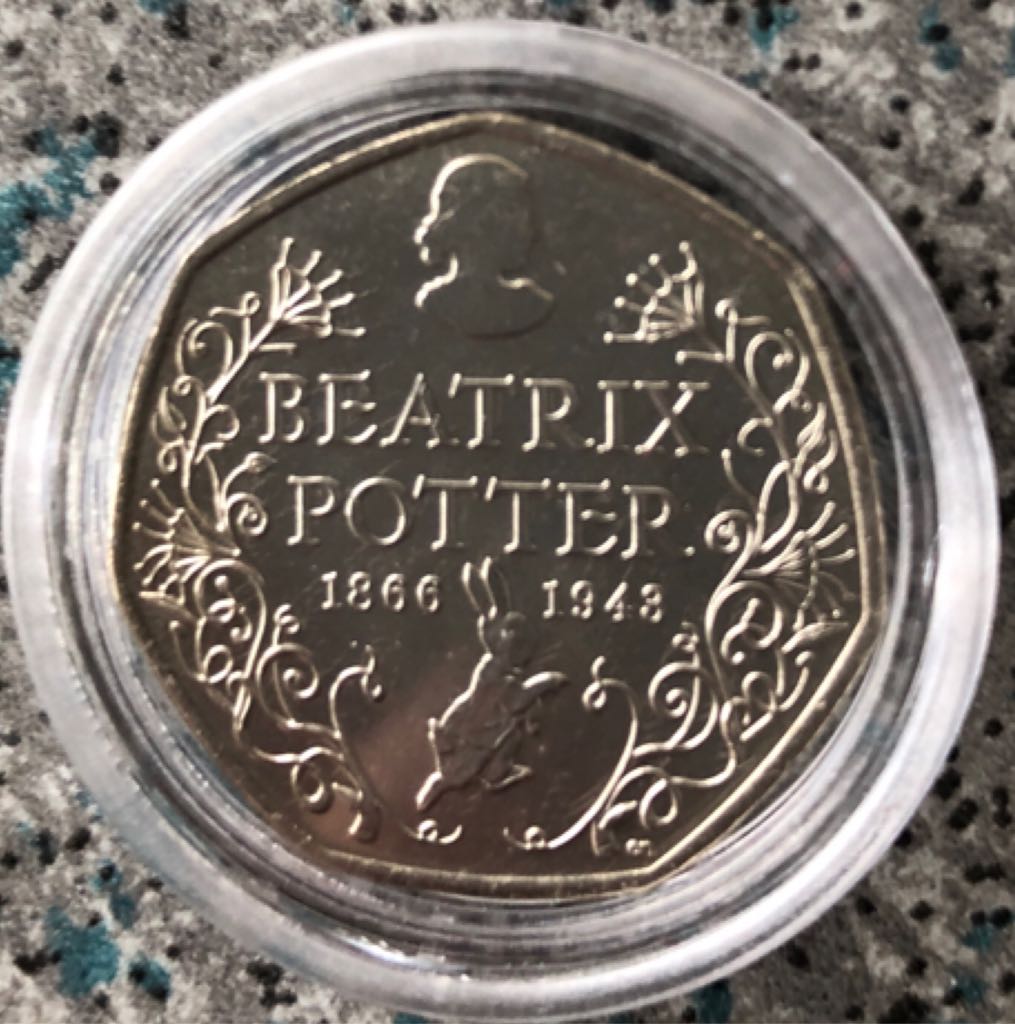 BEATRIX
POTTER
1866 1943